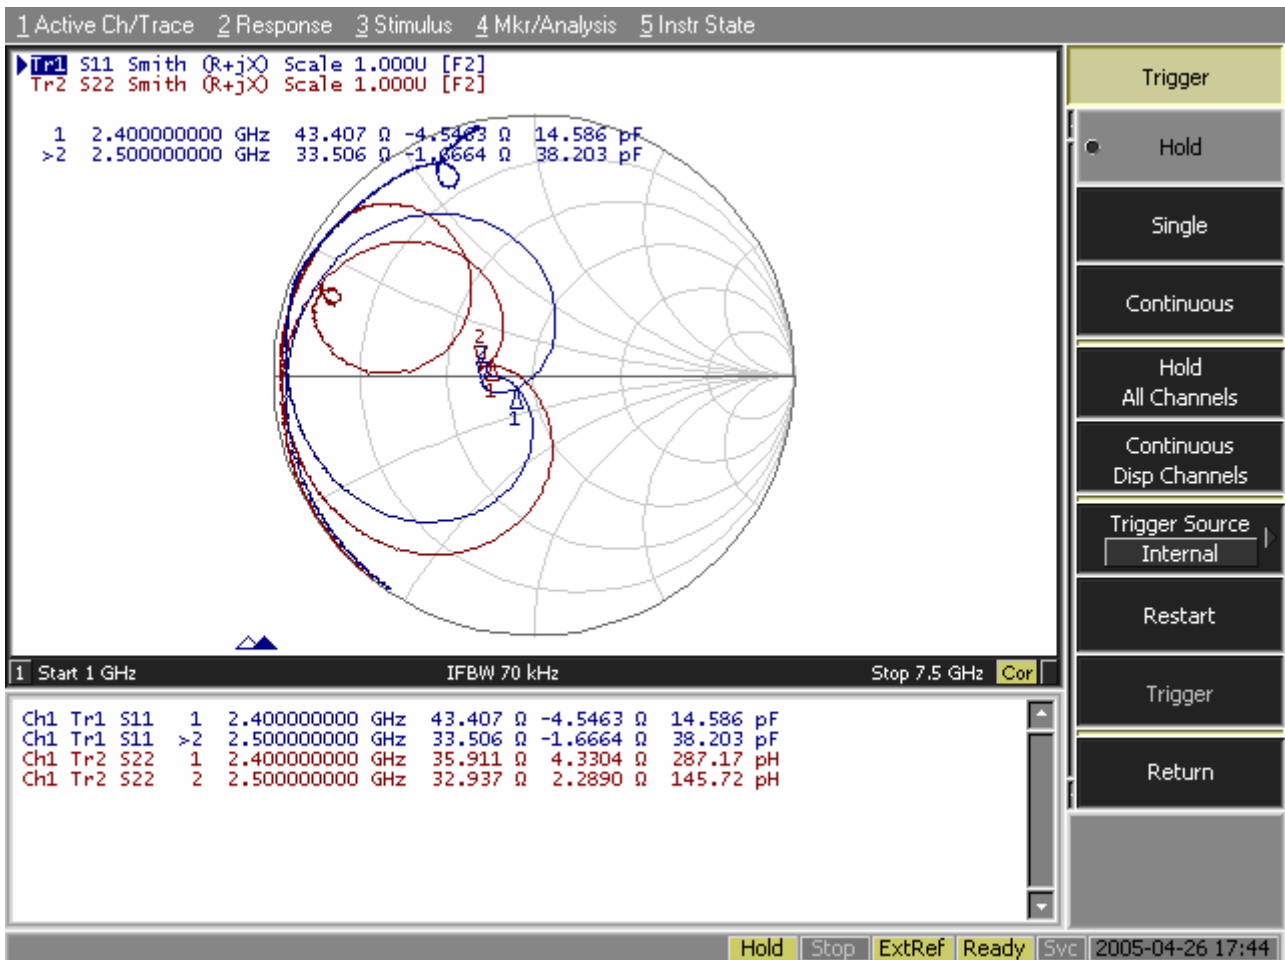 1 Active Ch/Trace 2 Response 3 Stimulus 4 Mkr/Analysis 5 Instr State
Tr1 S11 Smith (R+jX) Scale 1.000U [F2]
Tr2 S22 Smith (R+jX) Scale 1.000U [F2]
1 2.400000000 GHz 43.407 Ω -4.5463 Ω 14.586 pF
>2 2.500000000 GHz 33.506 Ω -1.6664 Ω 38.203 pF
2
1
1
1 Start 1 GHz IFBW 70 kHz Stop 7.5 GHz Cor
Ch1 Tr1 S11 1 2.400000000 GHz 43.407 Ω -4.5463 Ω 14.586 pF
Ch1 Tr1 S11 >2 2.500000000 GHz 33.506 Ω -1.6664 Ω 38.203 pF
Ch1 Tr2 S22 1 2.400000000 GHz 35.911 Ω 4.3304 Ω 287.17 pH
Ch1 Tr2 S22 2 2.500000000 GHz 32.937 Ω 2.2890 Ω 145.72 pH
Trigger
Hold
Single
Continuous
Hold
All Channels
Continuous
Disp Channels
Trigger Source
Internal
Restart
Trigger
Return
Hold Stop ExtRef Ready Svc 2005-04-26 17:44